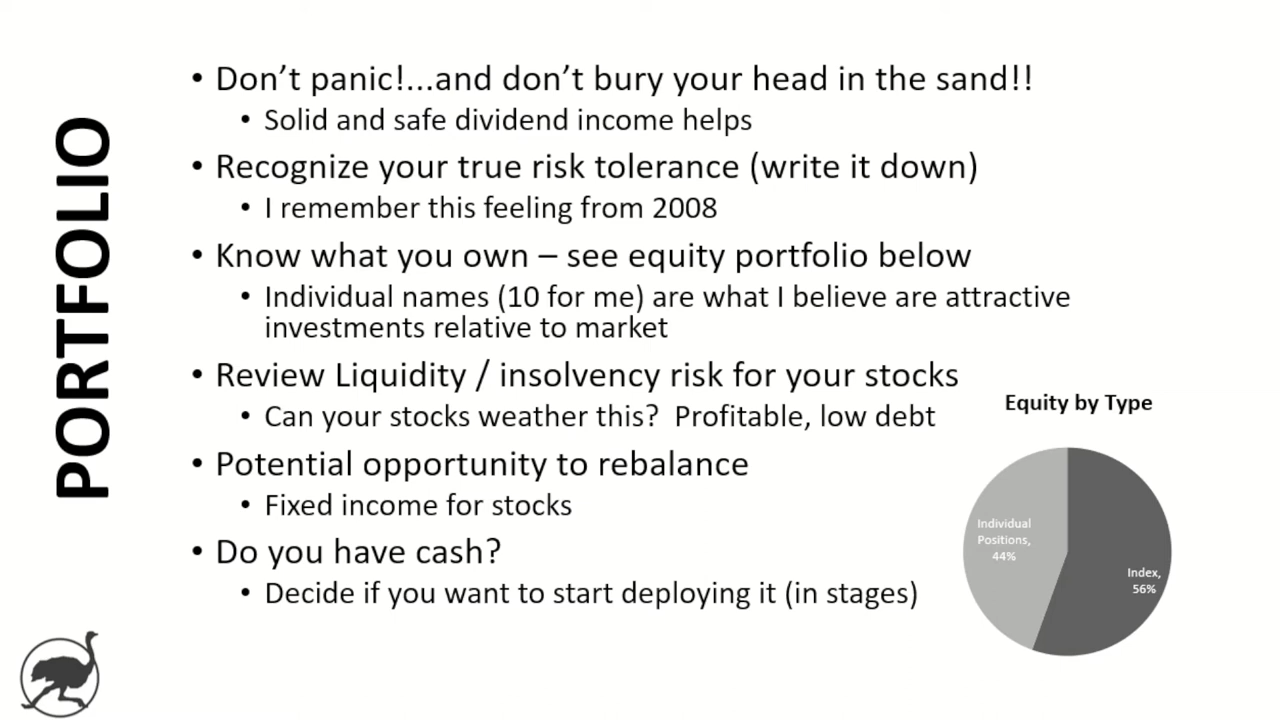 PORTFOLIO
• Don’t panic!...and don’t bury your head in the sand!!
• Solid and safe dividend income helps
• Recognize your true risk tolerance (write it down)
• I remember this feeling from 2008
• Know what you own – see equity portfolio below
• Individual names (10 for me) are what I believe are attractive
investments relative to market
• Review Liquidity / insolvency risk for your stocks
• Can your stocks weather this?  Profitable, low debt
• Potential opportunity to rebalance
• Fixed income for stocks
• Do you have cash?
• Decide if you want to start deploying it (in stages)
Equity by Type
Individual
Positions,
44%
Index,
56%